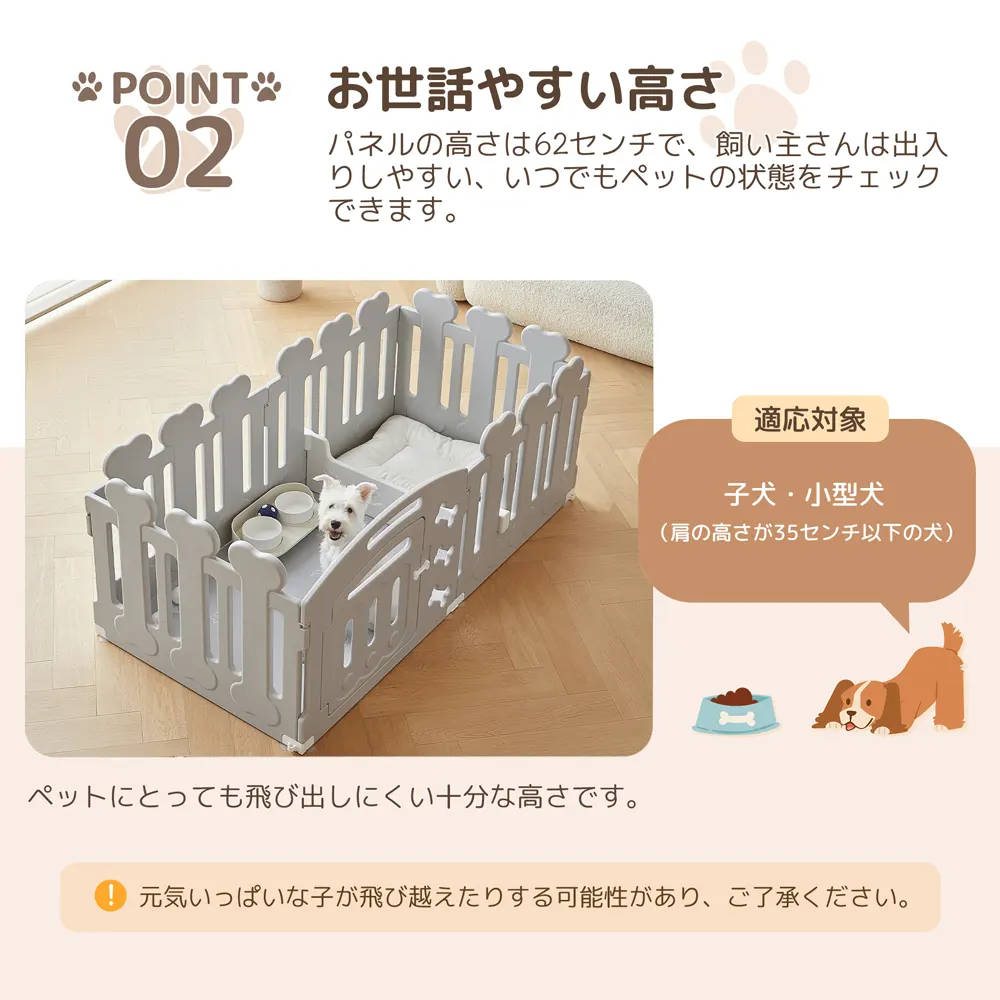 POINT
02
お世話やすい高さ
パネルの高さは62センチで、飼い主さんは出入
りしやすい、いつでもペットの状態をチェック
できます。
適応対象
子犬・小型犬
（肩の高さが35センチ以下の犬）
ペットにとっても飛び出しにくい十分な高さです。
! 元気いっぱいな子が飛び越えたりする可能性があり、ご了承ください。